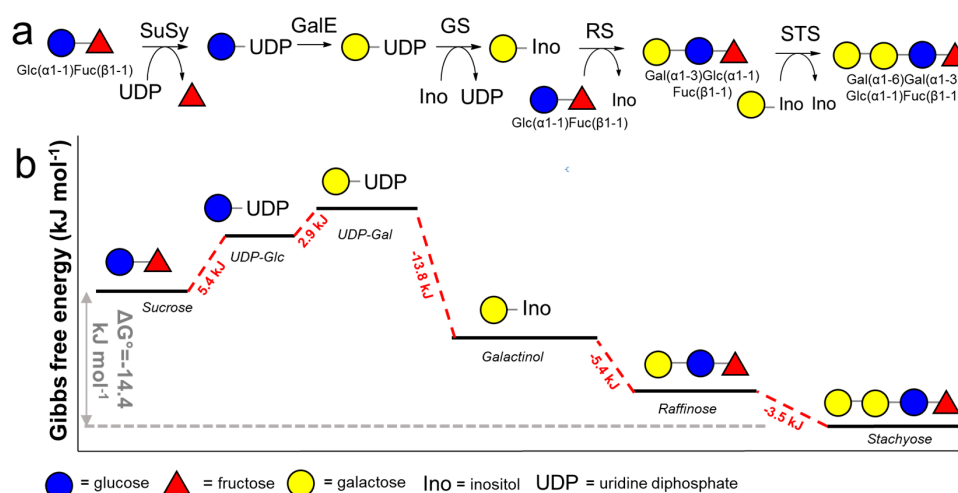 a
SuSy
GalE
GS
RS
STS
UDP
UDP
Ino
Glc(α1-1)Fuc(β1-1)
UDP
Ino
UDP
Glc(α1-1)Fuc(β1-1)
Ino
Gal(α1-3)Glc(α1-1)
Fuc(β1-1)
Ino
Ino
Gal(α1-6)Gal(α1-3
Glc(α1-1)Fuc(β1-1
b
Gibbs free energy (kJ mol⁻¹)
Sucrose
5.4 kJ
UDP
UDP-Glc
2.9 kJ
UDP
UDP-Gal
-13.8 kJ
Ino
Galactinol
-5.4 kJ
Raffinose
-3.5 kJ
Stachyose
ΔG°=-14.4
kJ mol⁻¹
= glucose
= fructose
= galactose
Ino = inositol
UDP = uridine diphosphate